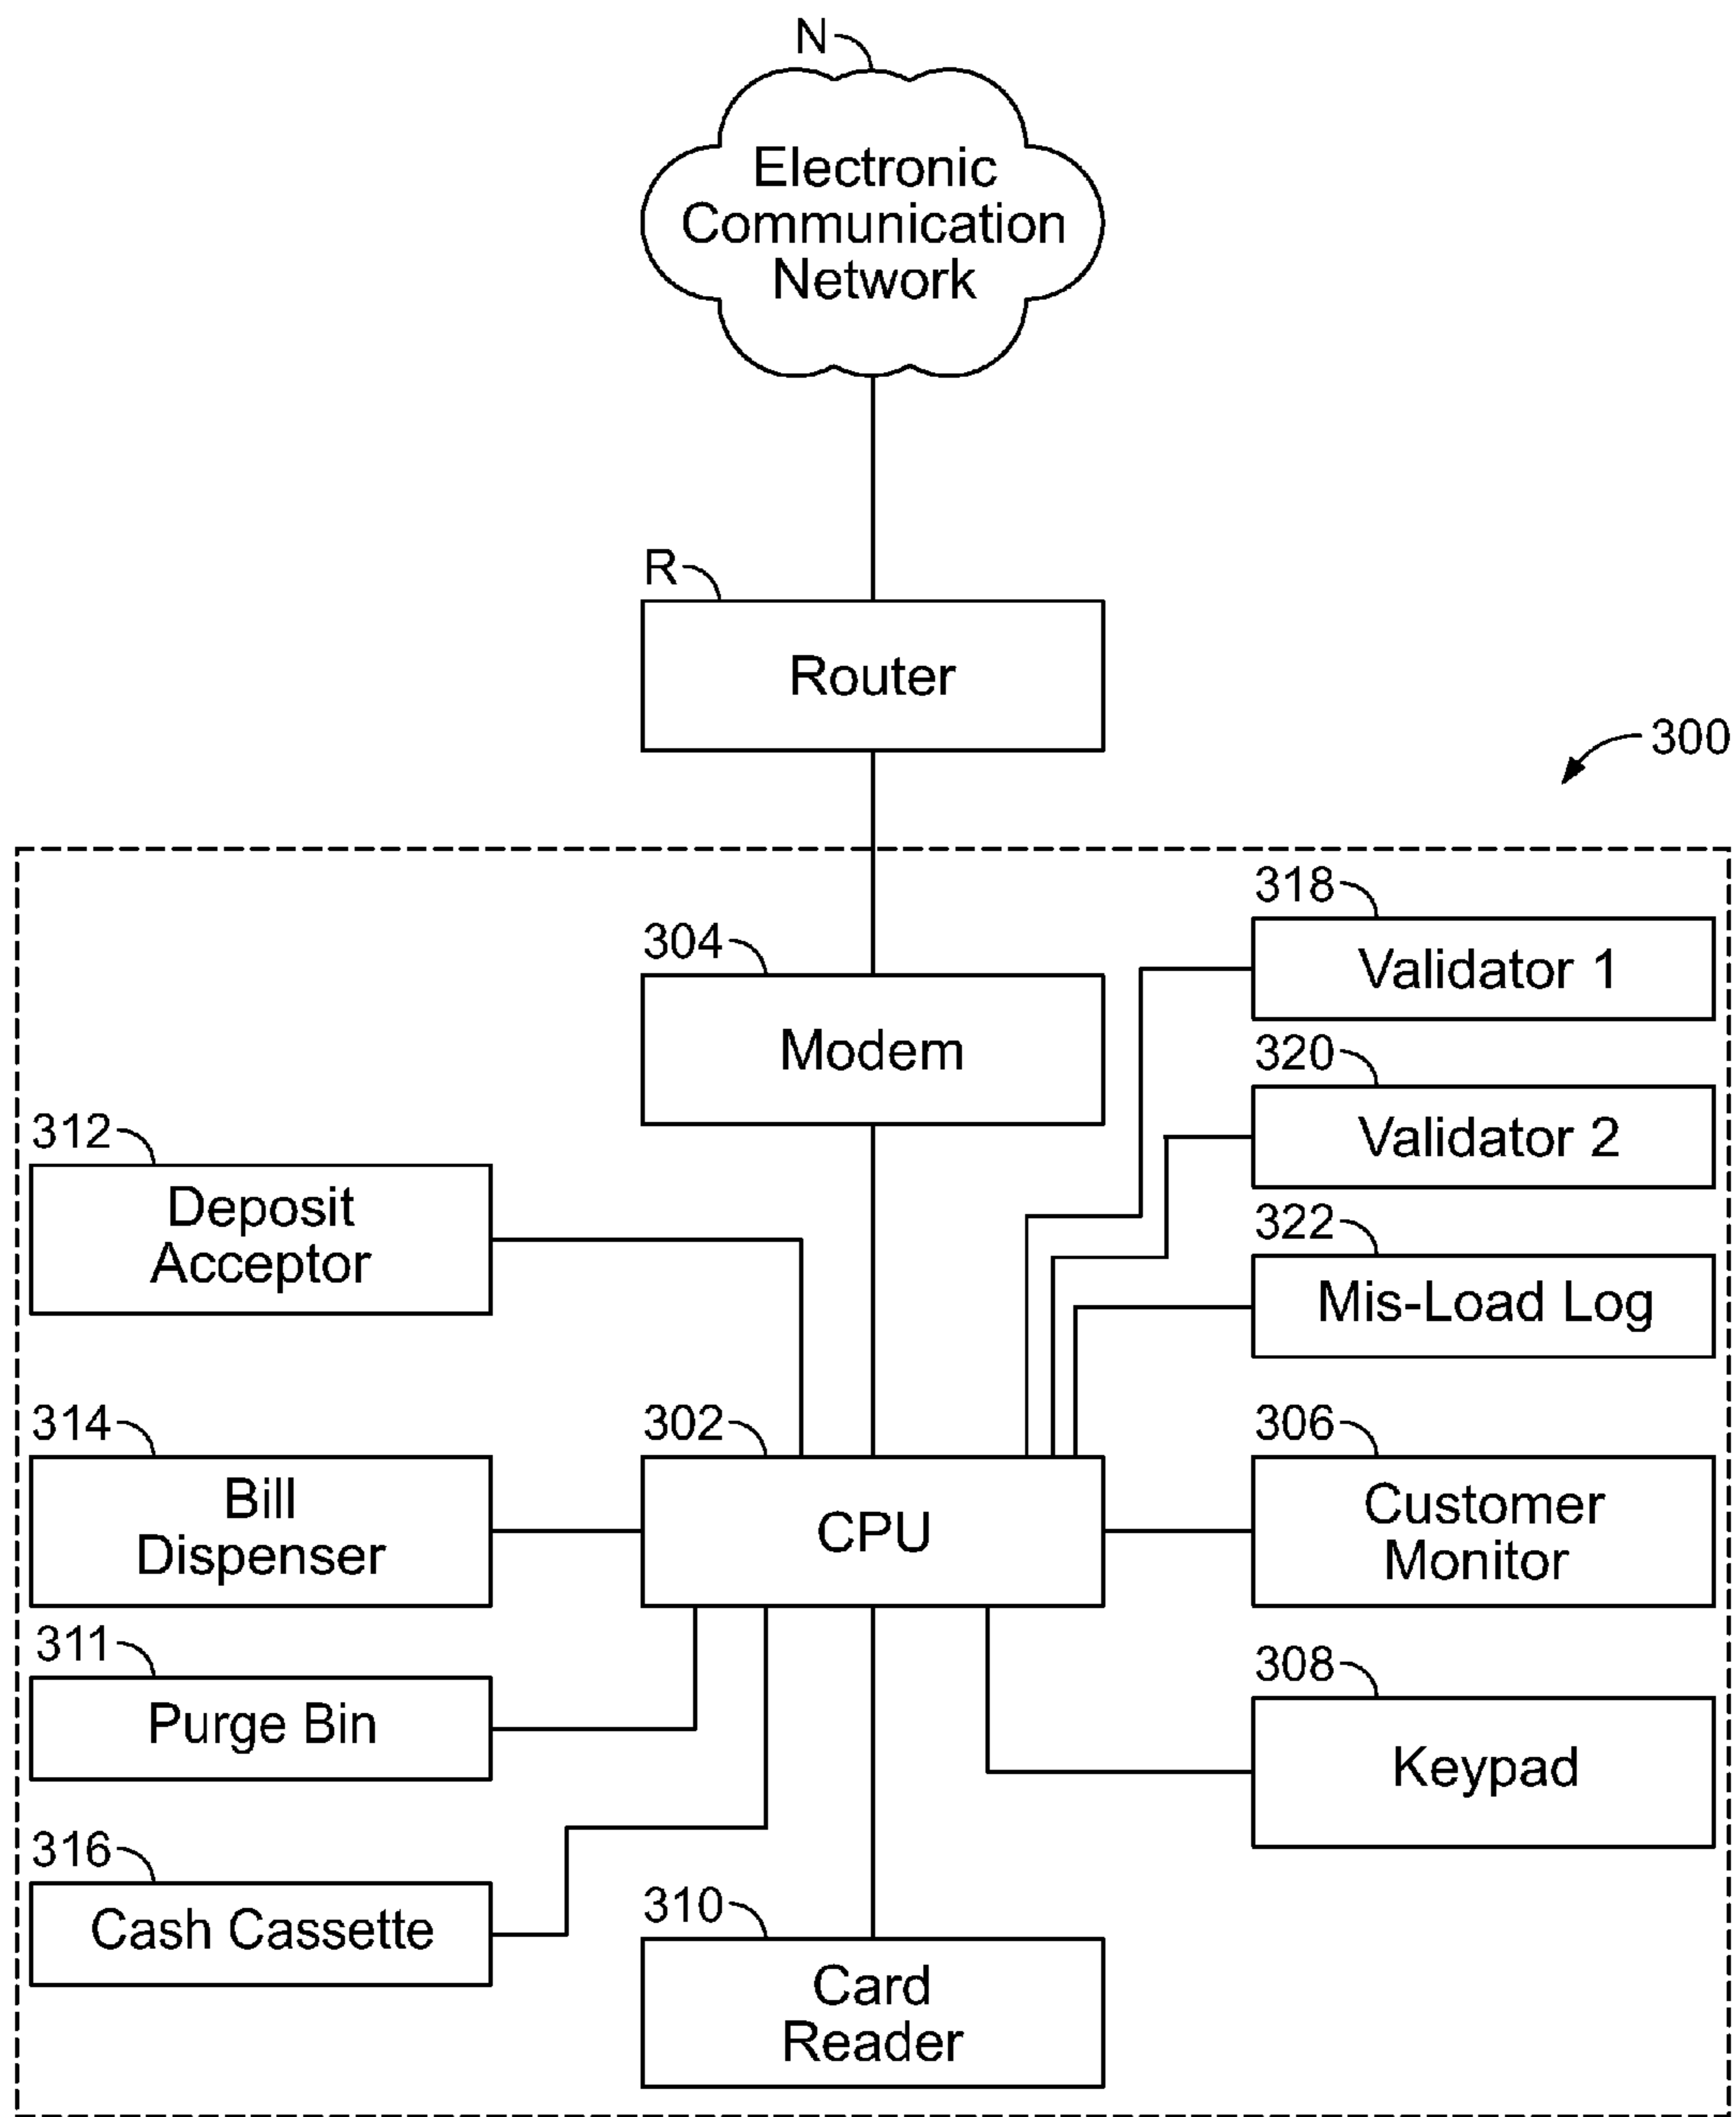 N
Electronic
Communication
Network
R
Router
300
304
Modem
318
Validator 1
320
Validator 2
312
Deposit
Acceptor
322
Mis-Load Log
314
Bill
Dispenser
302
CPU
306
Customer
Monitor
311
Purge Bin
308
Keypad
316
Cash Cassette
310
Card
Reader